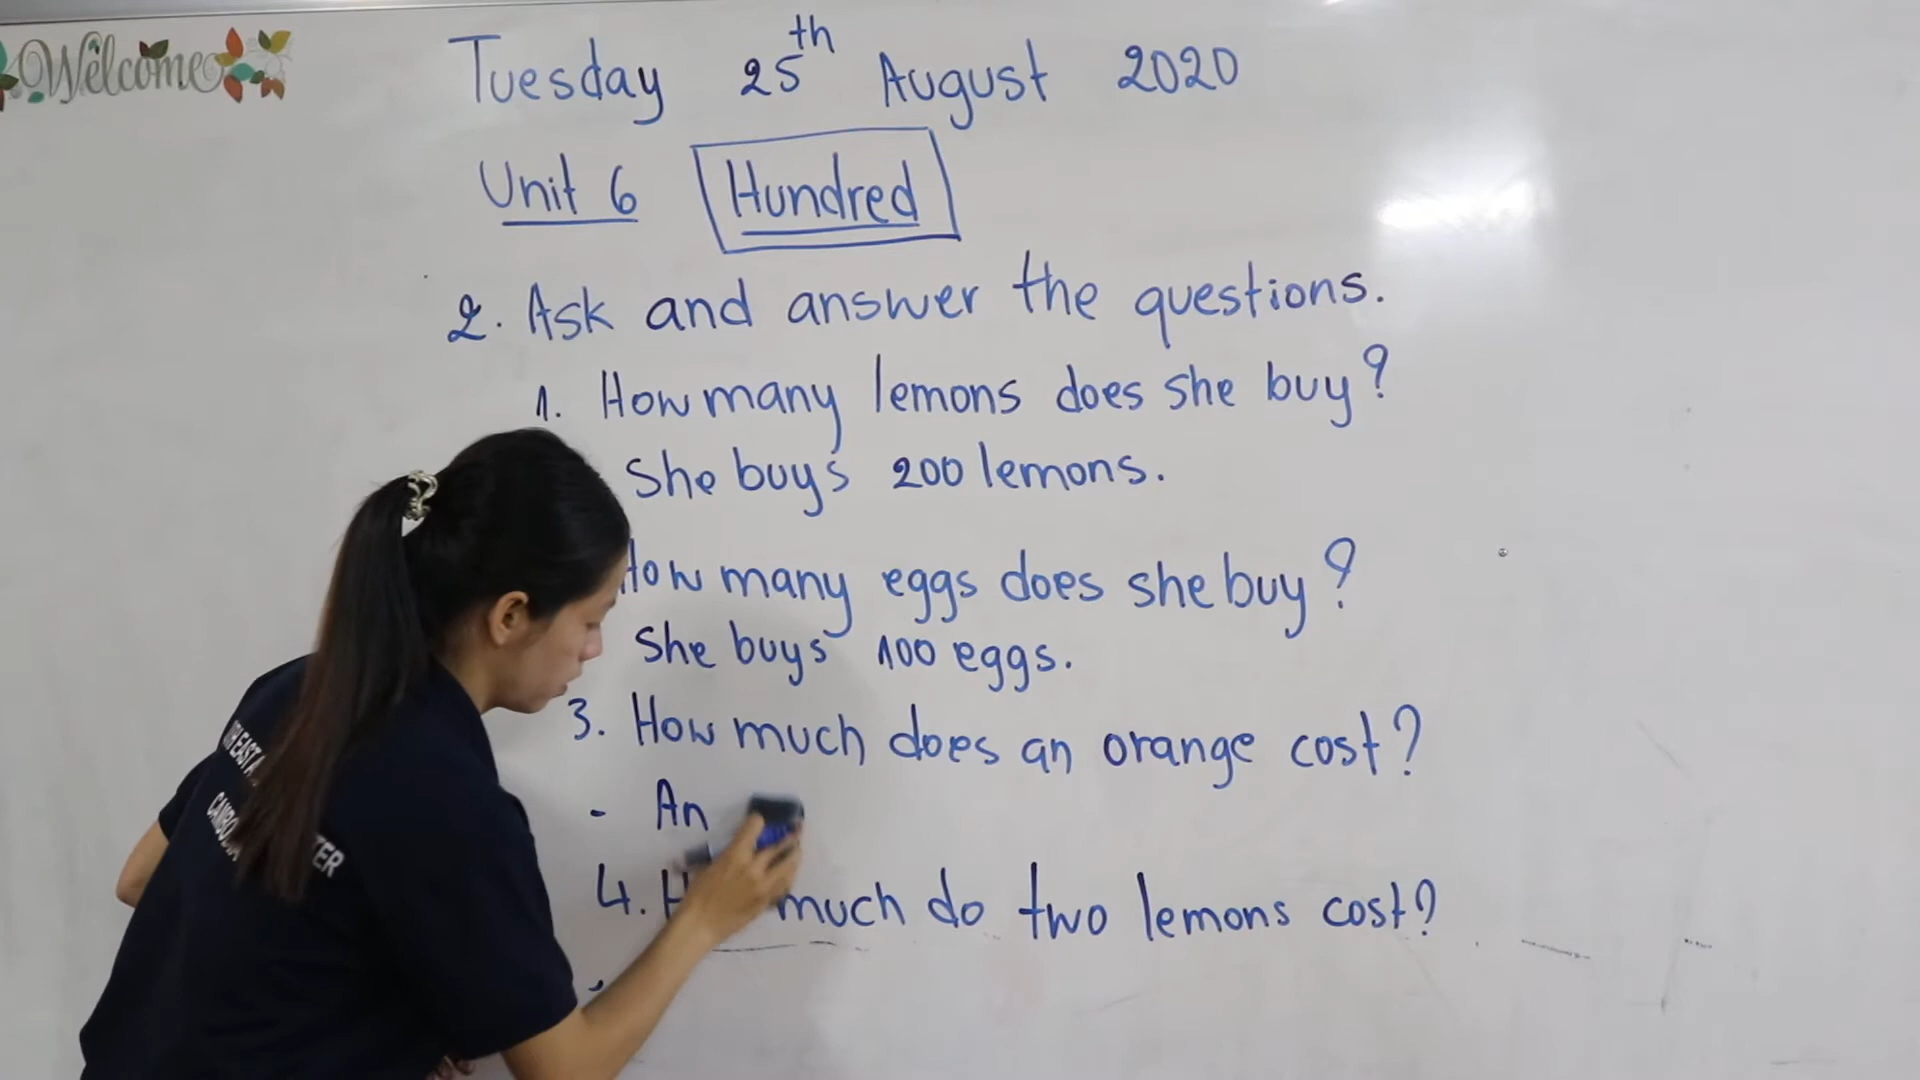 Welcome
Tuesday 25th August 2020
Unit 6 Hundred
2. Ask and answer the questions.
1. How many lemons does she buy?
She buys 200 lemons.
How many eggs does she buy?
She buys 100 eggs.
3. How much does an orange cost?
- An
4. much do two lemons cost?